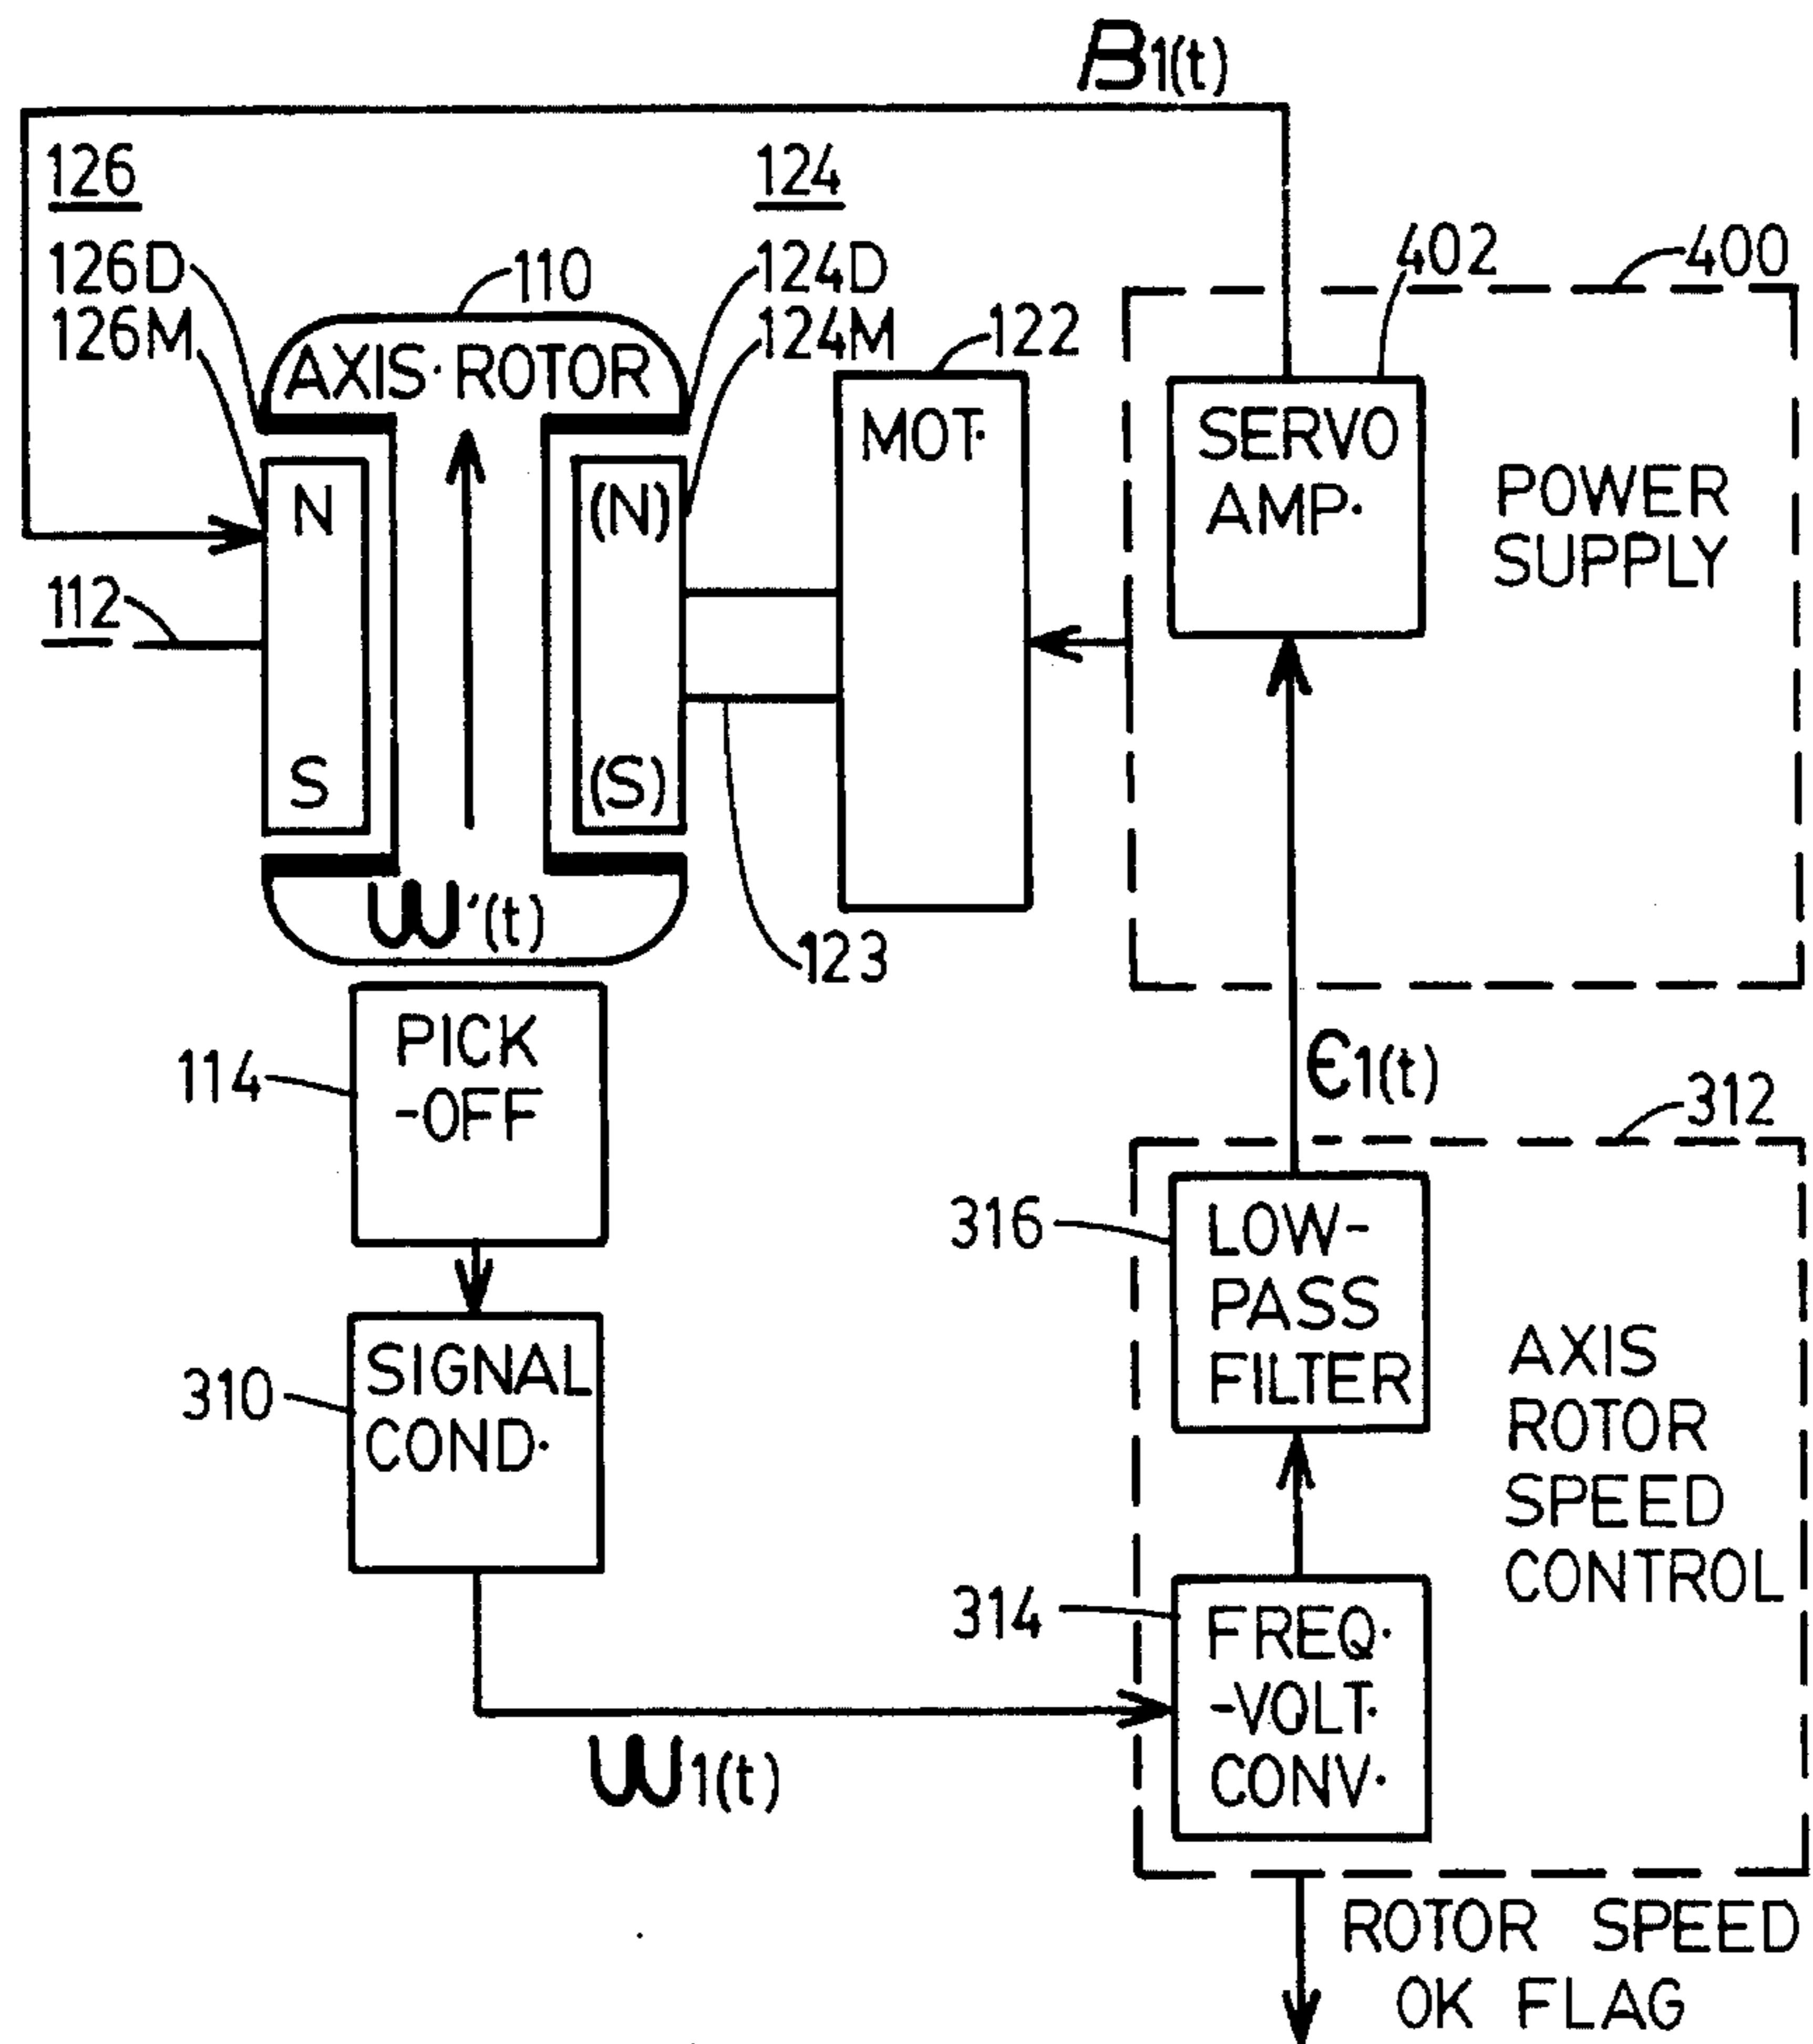 B1(t)
126
124
126D
126M
110
124D
124M
122
402
400
AXIS· ROTOR
MOT·
SERVO
AMP·
POWER
SUPPLY
N
(N)
112
S
(S)
W'(t)
123
PICK
-OFF
114
Є1(t)
312
316
LOW-
PASS
FILTER
SIGNAL
COND·
310
AXIS
ROTOR
SPEED
CONTROL
314
FREQ·
-VOLT·
CONV·
W1(t)
ROTOR SPEED
OK FLAG